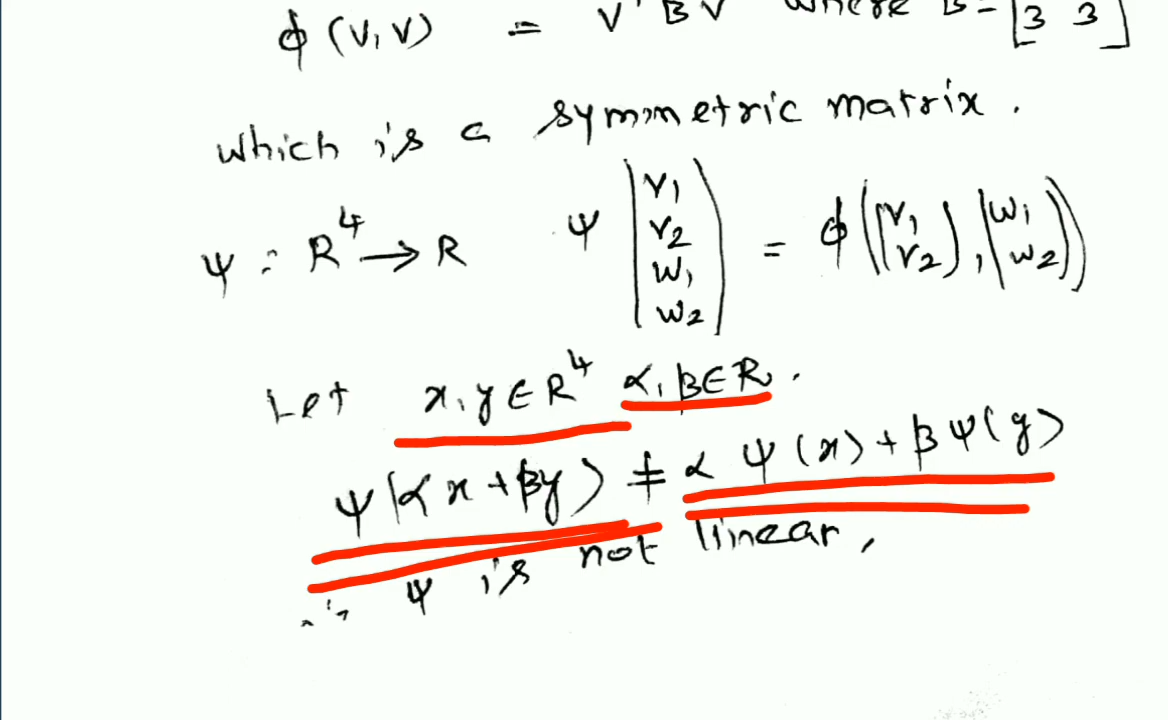 ϕ (v, v) = v' B v where B = [3 3]
which is a symmetric matrix.
ψ : R⁴ → R ψ (v₁ v₂ w₁ w₂) = ϕ((v₁ v₂), (w₁ w₂))
Let x, y ∈ R⁴ α, β ∈ R.
ψ(αx + βy) ≠ α ψ(x) + β ψ(y)
ψ is not linear,